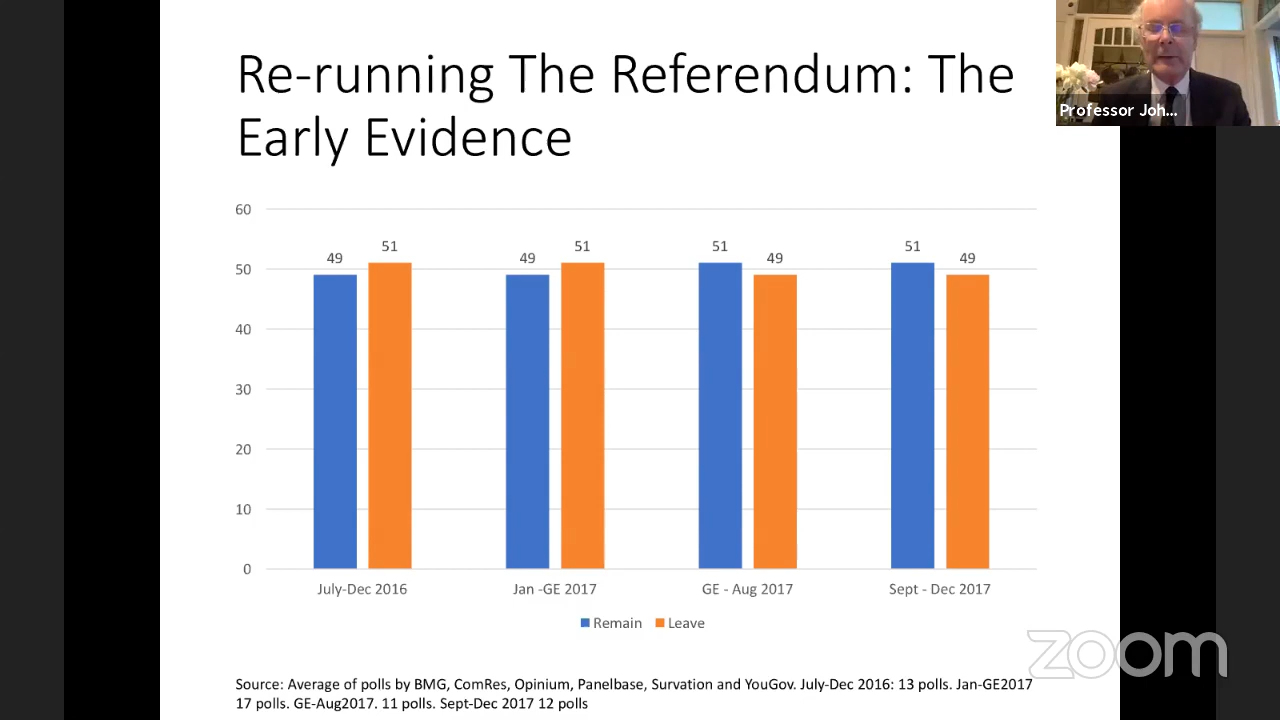 Re-running The Referendum: The
Early Evidence
Professor Joh...
60
50
40
30
20
10
0
49
51
49
51
51
49
51
49
July-Dec 2016
Jan -GE 2017
GE - Aug 2017
Sept - Dec 2017
Remain
Leave
zoom
Source: Average of polls by BMG, ComRes, Opinium, Panelbase, Survation and YouGov. July-Dec 2016: 13 polls. Jan-GE2017
17 polls. GE-Aug2017. 11 polls. Sept-Dec 2017 12 polls